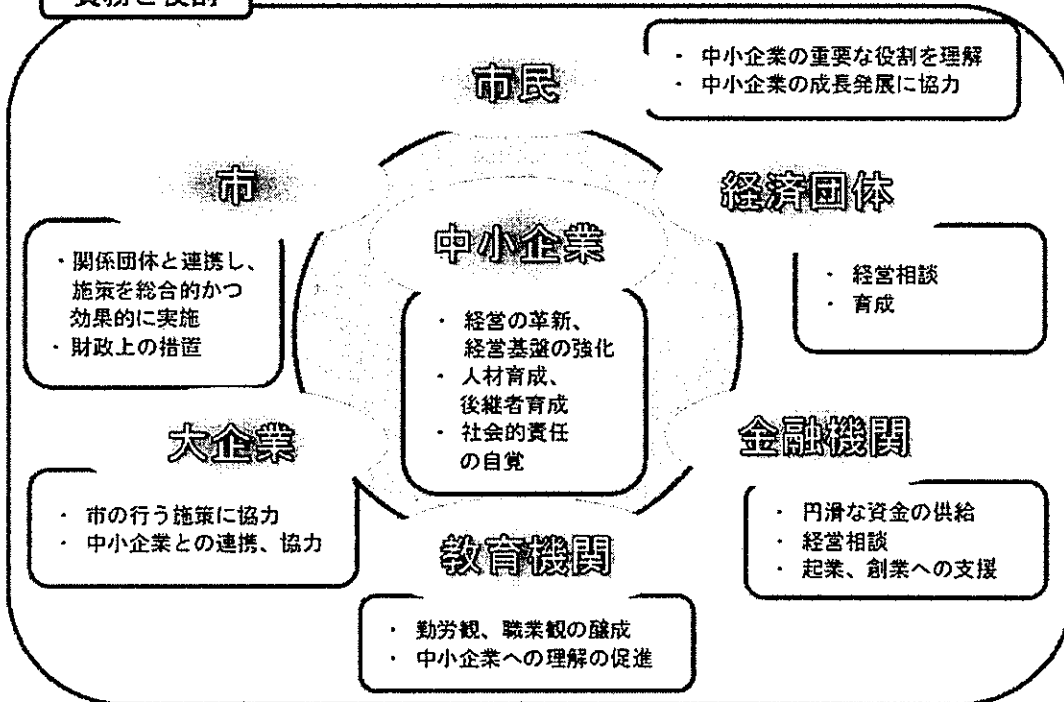 責務と役割
市民
・ 中小企業の重要な役割を理解
・ 中小企業の成長発展に協力
市
・関係団体と連携し、
施策を総合的かつ
効果的に実施
・財政上の措置
経済団体
・ 経営相談
・ 育成
中小企業
・ 経営の革新、
経営基盤の強化
・ 人材育成、
後継者育成
・ 社会的責任
の自覚
大企業
・ 市の行う施策に協力
・ 中小企業との連携、協力
金融機関
・ 円滑な資金の供給
・ 経営相談
・ 起業、創業への支援
教育機関
・ 勤労観、職業観の醸成
・ 中小企業への理解の促進